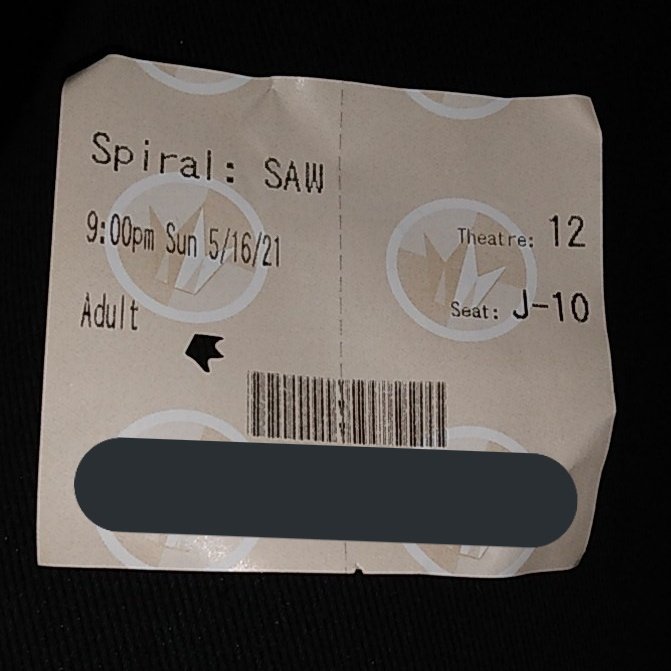 Spiral: SAW
9:00pm Sun 5/16/21
Theatre: 12
Adult
Seat: J-10